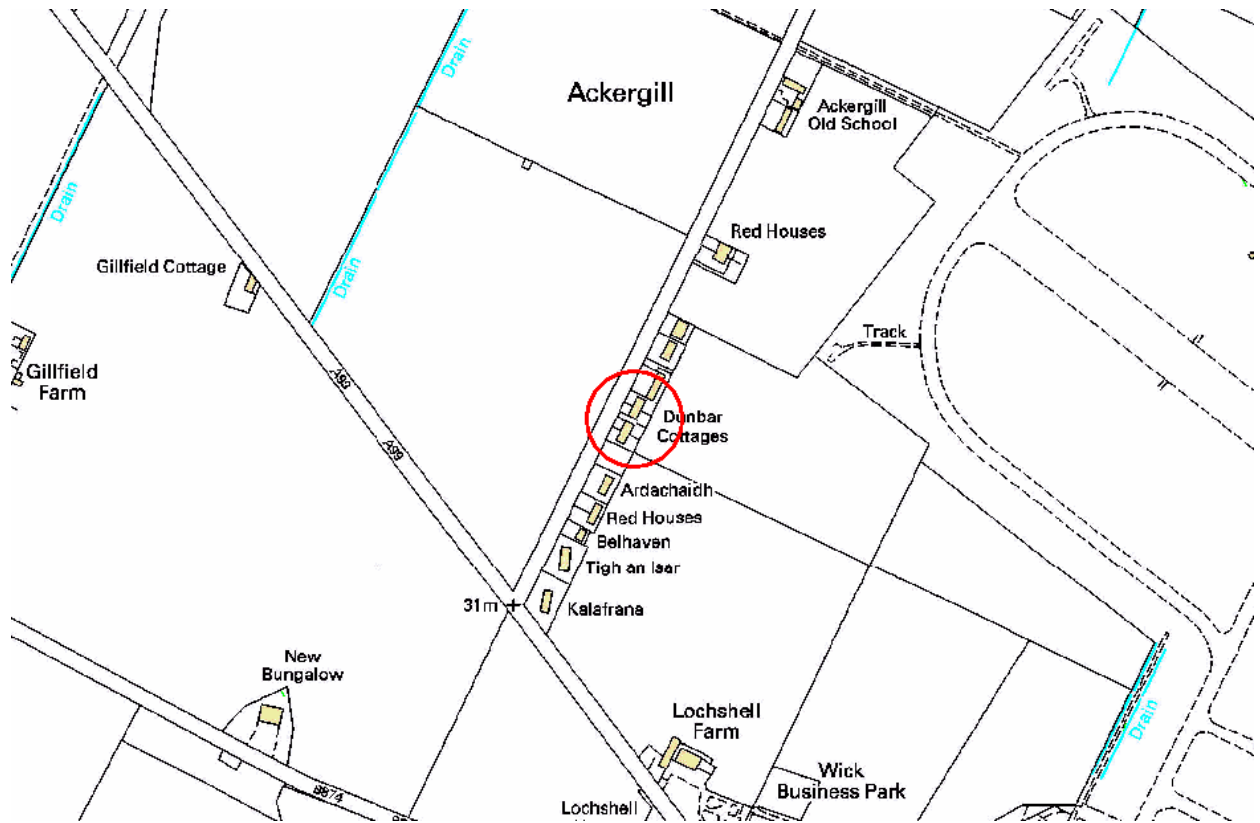 Drain
Ackergill
Ackergill
Old School
Drain
Red Houses
Gillfield Cottage
Drain
Track
Gillfield
Farm
A99
Dunbar
Cottages
A99
Ardachaidh
Red Houses
Belhaven
Tigh an Iar
31m
Kalafrana
New
Bungalow
Lochshell
Farm
Drain
Wick
Business Park
B874
Lochshell